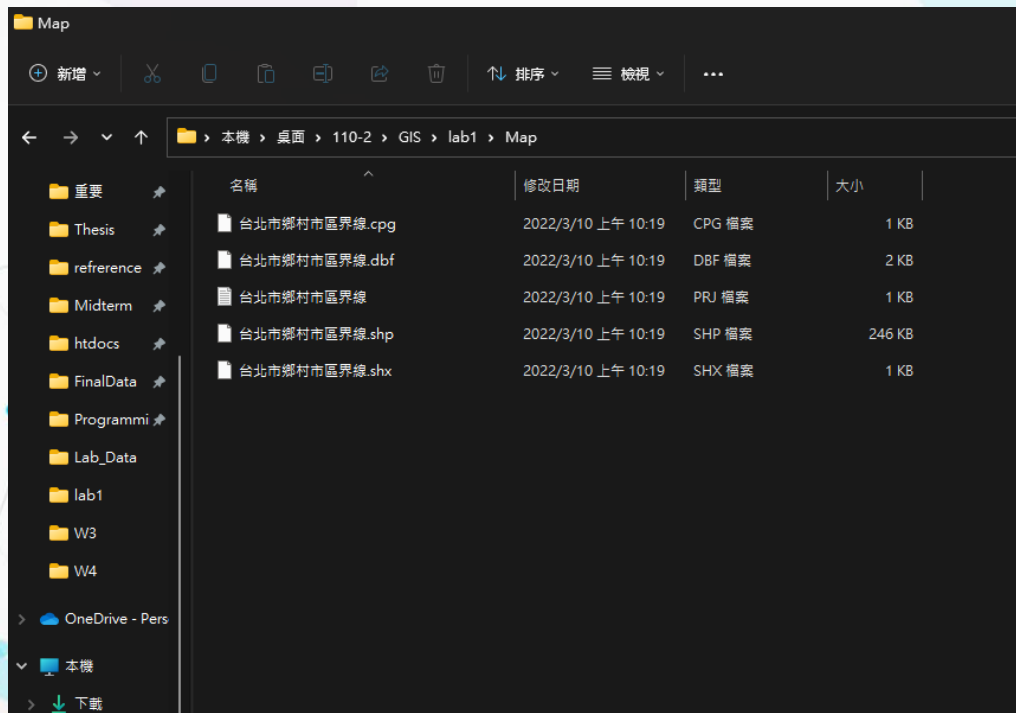 Map
新增
排序
檢視
本機 › 桌面 › 110-2 › GIS › lab1 › Map
名稱 修改日期 類型 大小
台北市鄉村市區界線.cpg 2022/3/10 上午 10:19 CPG 檔案 1 KB
台北市鄉村市區界線.dbf 2022/3/10 上午 10:19 DBF 檔案 2 KB
台北市鄉村市區界線 2022/3/10 上午 10:19 PRJ 檔案 1 KB
台北市鄉村市區界線.shp 2022/3/10 上午 10:19 SHP 檔案 246 KB
台北市鄉村市區界線.shx 2022/3/10 上午 10:19 SHX 檔案 1 KB
重要
Thesis
refrerence
Midterm
htdocs
FinalData
Programmi
Lab_Data
lab1
W3
W4
OneDrive - Pers
本機
下載